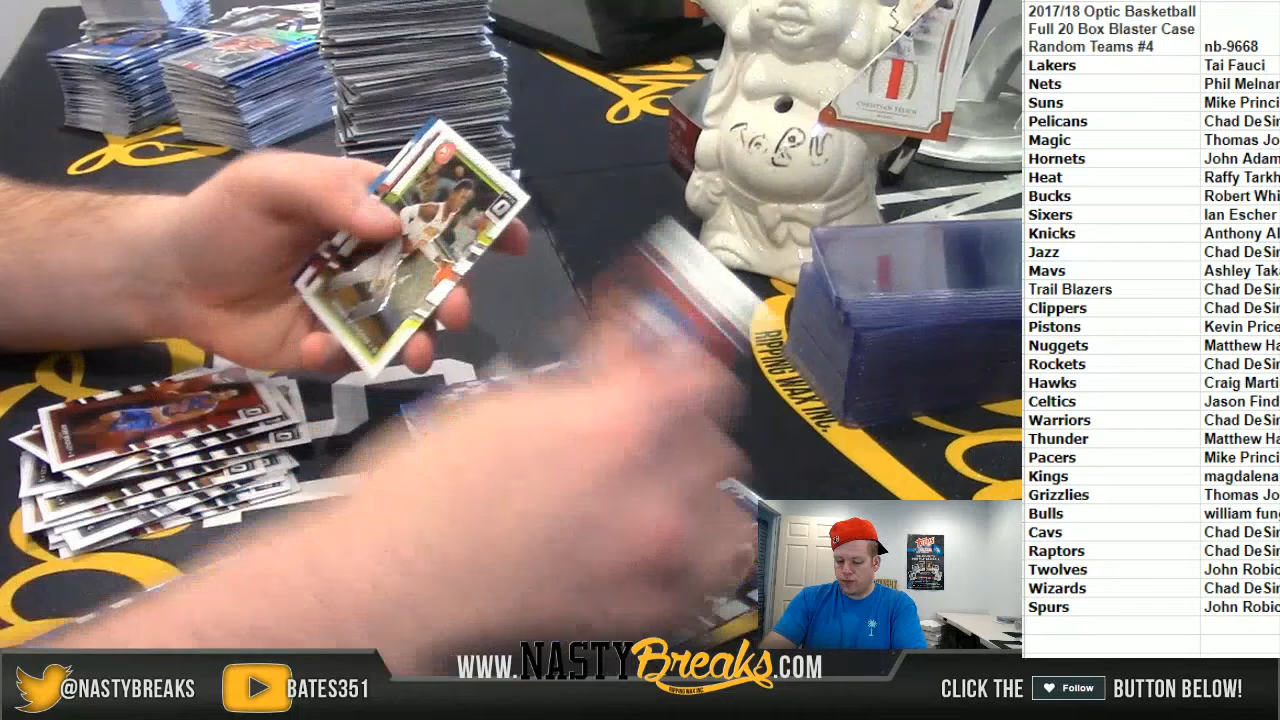 2017/18 Optic Basketball
Full 20 Box Blaster Case
Random Teams #4 nb-9668
Lakers Tai Fauci
Nets Phil Melnar
Suns Mike Princi
Pelicans Chad DeSir
Magic Thomas Jo
Hornets John Adam
Heat Raffy Tarkh
Bucks Robert Whi
Sixers Ian Escher
Knicks Anthony Al
Jazz Chad DeSir
Mavs Ashley Tak
Trail Blazers Chad DeSir
Clippers Chad DeSir
Pistons Kevin Price
Nuggets Matthew Ha
Rockets Chad DeSir
Hawks Craig Marti
Celtics Jason Find
Warriors Chad DeSir
Thunder Matthew Ha
Pacers Mike Princi
Kings magdalena
Grizzlies Thomas Jo
Bulls william fung
Cavs Chad DeSir
Raptors Chad DeSir
Twolves John Robic
Wizards Chad DeSir
Spurs John Robic
RIPPING WAX INC.
@NASTYBREAKS
BATES351
WWW.NASTYBreaks.COM
RIPPING WAX INC
CLICK THE Follow BUTTON BELOW!